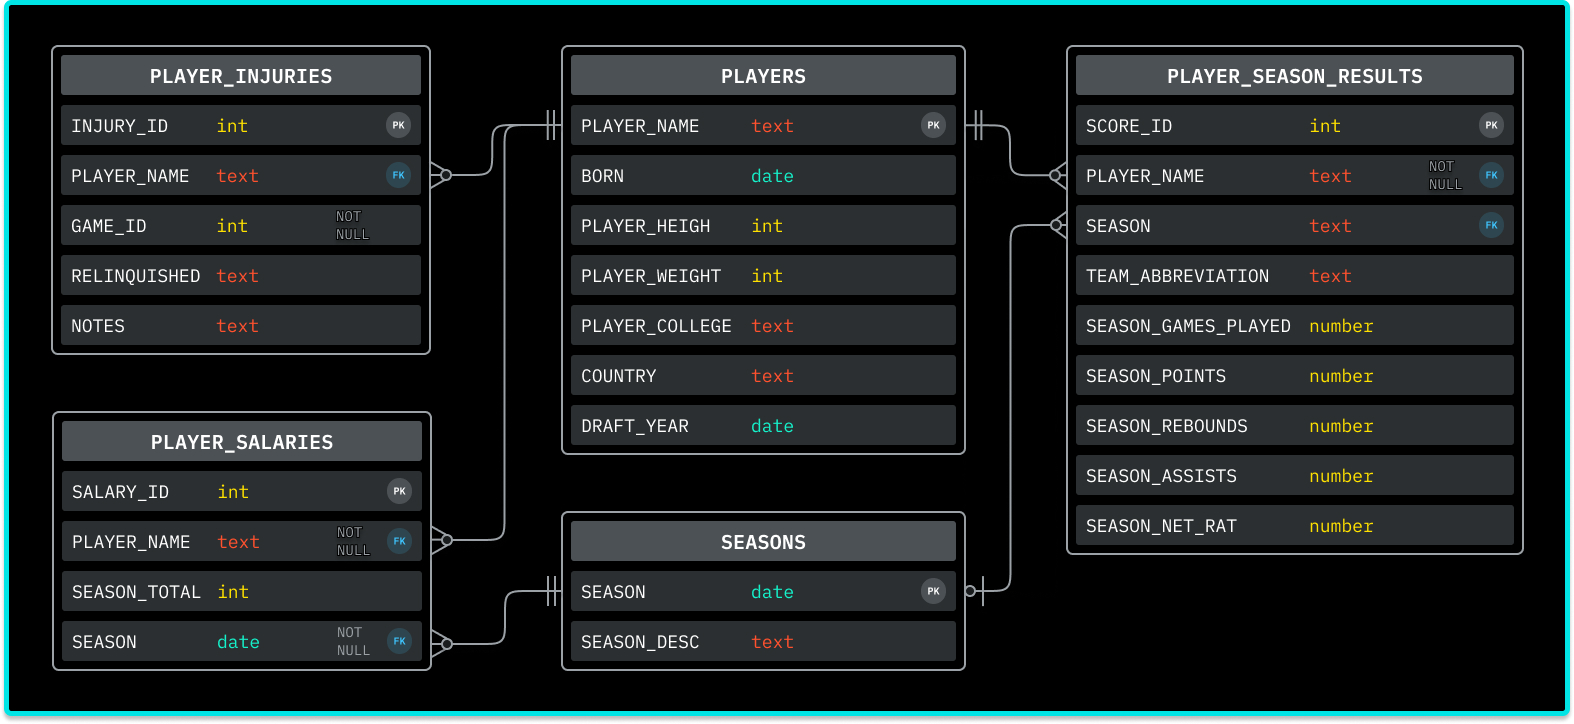 PLAYER_INJURIES
INJURY_ID int PK
PLAYER_NAME text FK
GAME_ID int NOT NULL
RELINQUISHED text
NOTES text
PLAYER_SALARIES
SALARY_ID int PK
PLAYER_NAME text NOT NULL FK
SEASON_TOTAL int
SEASON date NOT NULL FK
PLAYERS
PLAYER_NAME text PK
BORN date
PLAYER_HEIGH int
PLAYER_WEIGHT int
PLAYER_COLLEGE text
COUNTRY text
DRAFT_YEAR date
SEASONS
SEASON date PK
SEASON_DESC text
PLAYER_SEASON_RESULTS
SCORE_ID int PK
PLAYER_NAME text NOT NULL FK
SEASON text FK
TEAM_ABBREVIATION text
SEASON_GAMES_PLAYED number
SEASON_POINTS number
SEASON_REBOUNDS number
SEASON_ASSISTS number
SEASON_NET_RAT number